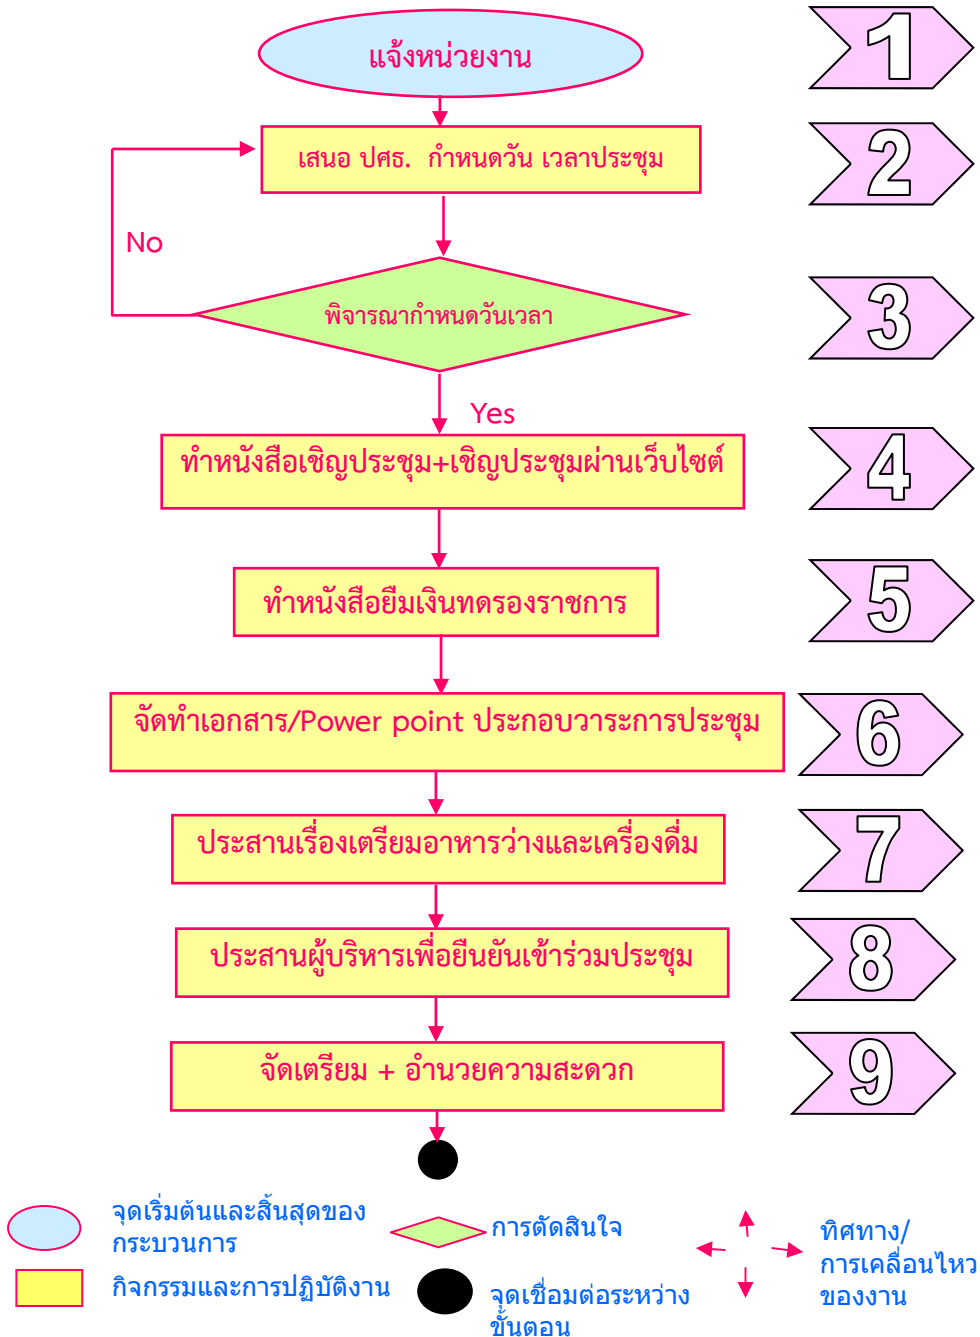 แจ้งหน่วยงาน
1
เสนอ ปศธ. กำหนดวัน เวลาประชุม
2
No
พิจารณากำหนดวันเวลา
3
Yes
ทำหนังสือเชิญประชุม+เชิญประชุมผ่านเว็บไซต์
4
ทำหนังสือยืมเงินทดรองราชการ
5
จัดทำเอกสาร/Power point ประกอบวาระการประชุม
6
ประสานเรื่องเตรียมอาหารว่างและเครื่องดื่ม
7
ประสานผู้บริหารเพื่อยืนยันเข้าร่วมประชุม
8
จัดเตรียม + อำนวยความสะดวก
9
จุดเริ่มต้นและสิ้นสุดของ
กระบวนการ
กิจกรรมและการปฏิบัติงาน
การตัดสินใจ
จุดเชื่อมต่อระหว่าง
ขั้นตอน
ทิศทาง/
การเคลื่อนไหว
ของงาน